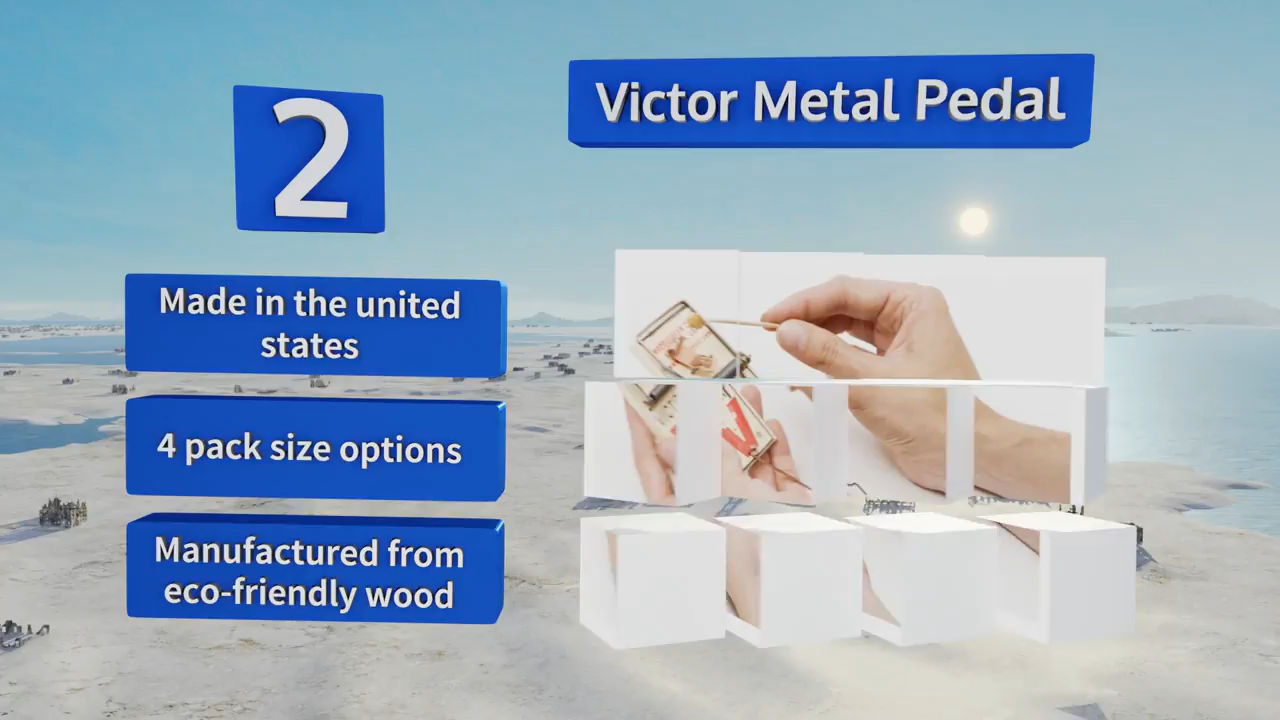 2
Victor Metal Pedal
Made in the united
states
4 pack size options
Manufactured from
eco-friendly wood